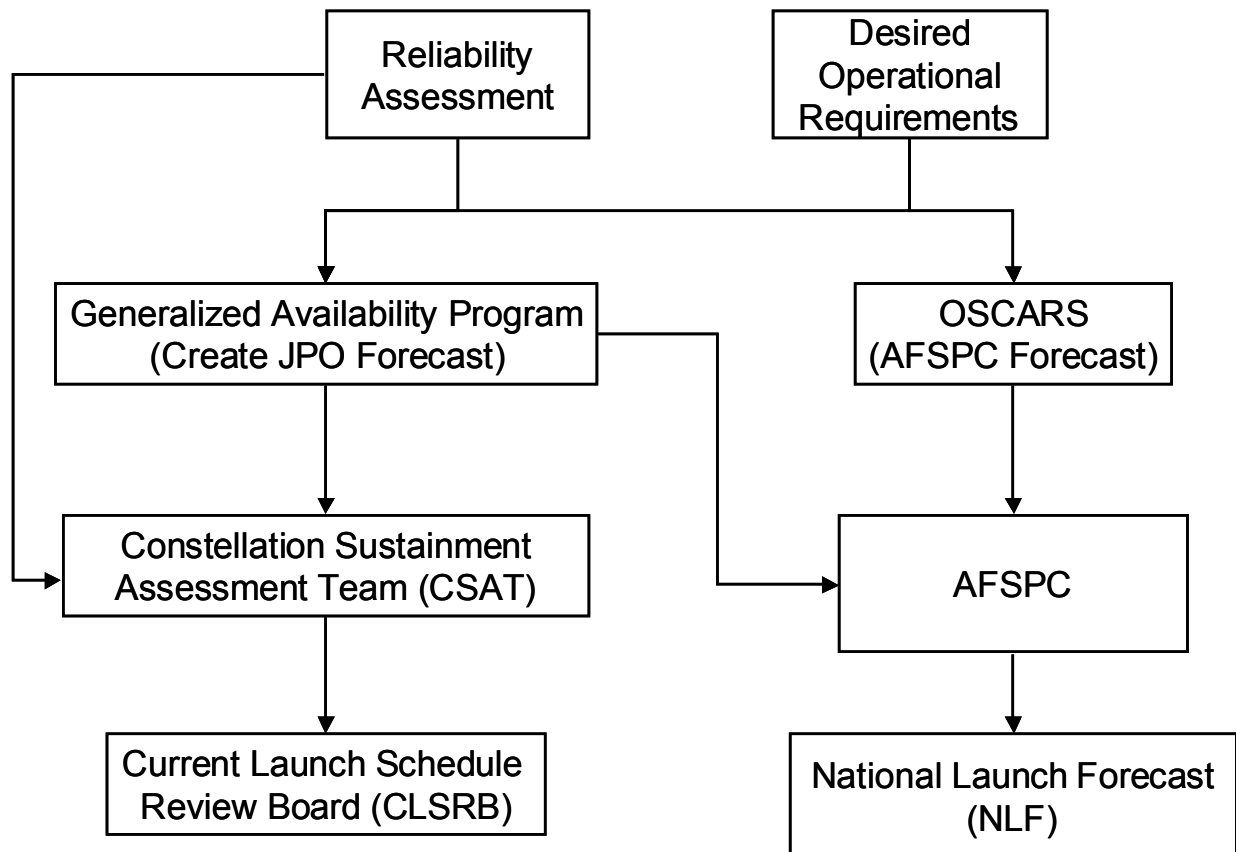 Reliability
Assessment
Desired
Operational
Requirements
Generalized Availability Program
(Create JPO Forecast)
OSCARS
(AFSPC Forecast)
Constellation Sustainment
Assessment Team (CSAT)
AFSPC
Current Launch Schedule
Review Board (CLSRB)
National Launch Forecast
(NLF)